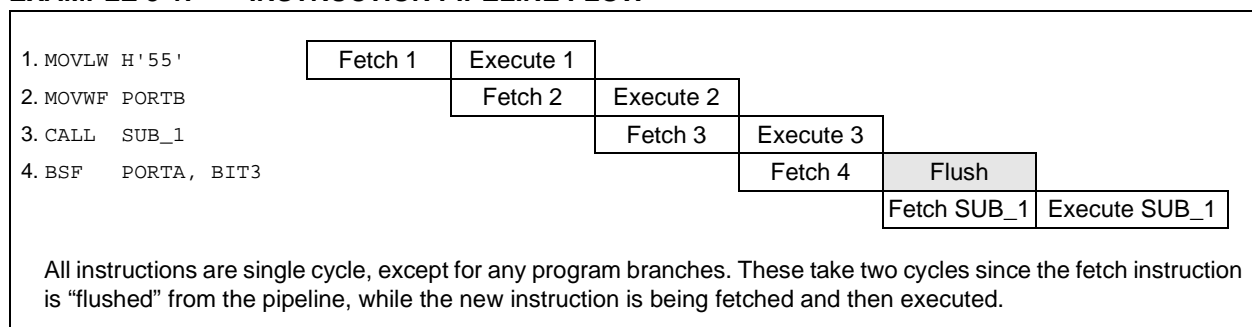 1. MOVLW H'55' Fetch 1 Execute 1
2. MOVWF PORTB Fetch 2 Execute 2
3. CALL SUB_1 Fetch 3 Execute 3
4. BSF PORTA, BIT3 Fetch 4 Flush
Fetch SUB_1 Execute SUB_1
All instructions are single cycle, except for any program branches. These take two cycles since the fetch instruction
is “flushed” from the pipeline, while the new instruction is being fetched and then executed.